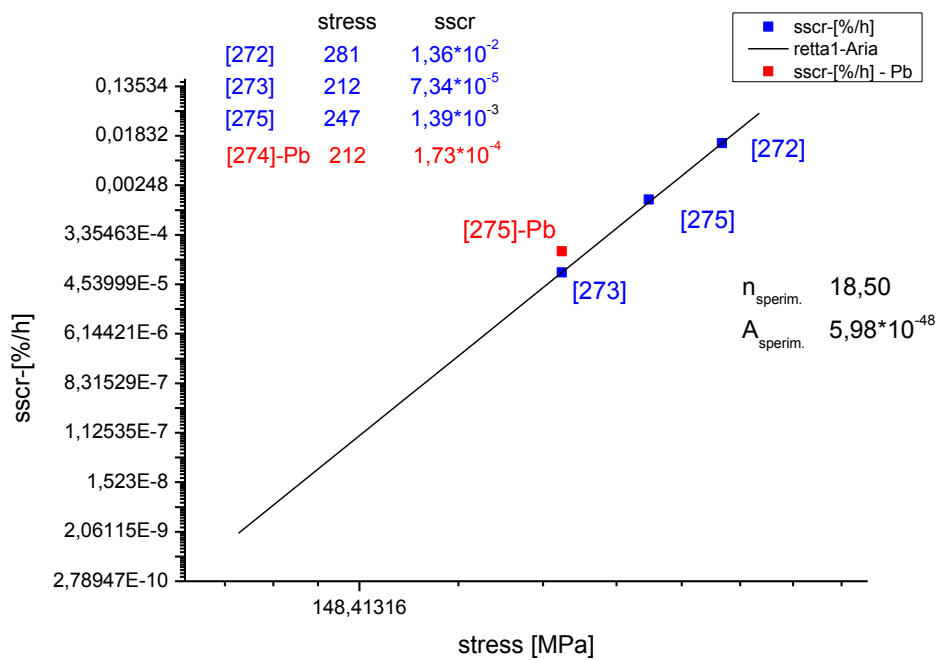 stress sscr
[272] 281 1,36*10^-2
[273] 212 7,34*10^-5
[275] 247 1,39*10^-3
[274]-Pb 212 1,73*10^-4
sscr-[%/h]
retta1-Aria
sscr-[%/h] - Pb
0,13534
0,01832
0,00248
3,35463E-4
4,53999E-5
6,14421E-6
8,31529E-7
1,12535E-7
1,523E-8
2,06115E-9
2,78947E-10
sscr-[%/h]
[272]
[275]
[275]-Pb
[273]
n_sperim. 18,50
A_sperim. 5,98*10^-48
148,41316
stress [MPa]